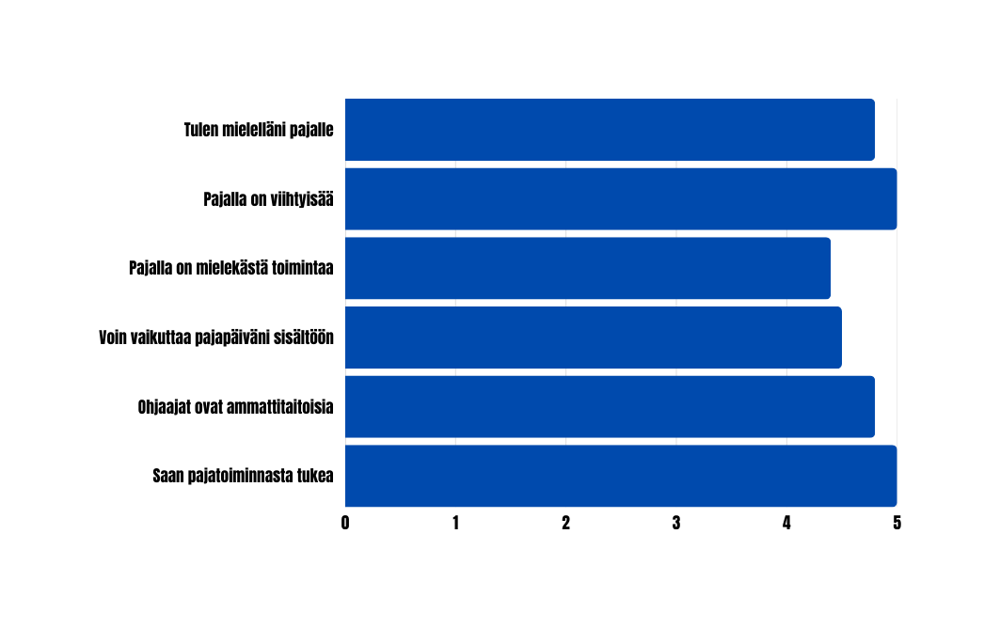 Tulen mielelläni pajalle
Pajalla on viihtyisää
Pajalla on mielekästä toimintaa
Voin vaikuttaa pajapäiväni sisältöön
Ohjaajat ovat ammattitaitoisia
Saan pajatoiminnasta tukea
0 1 2 3 4 5